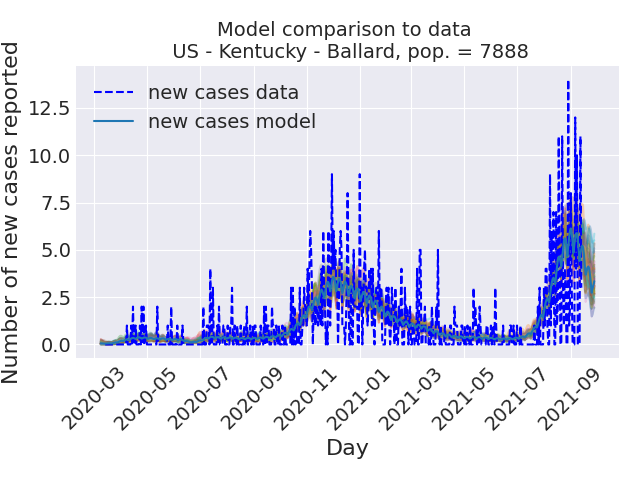 Model comparison to data
US - Kentucky - Ballard, pop. = 7888
Number of new cases reported
12.5
10.0
7.5
5.0
2.5
0.0
new cases data
new cases model
2020-03
2020-05
2020-07
2020-09
2020-11
2021-01
2021-03
2021-05
2021-07
2021-09
Day